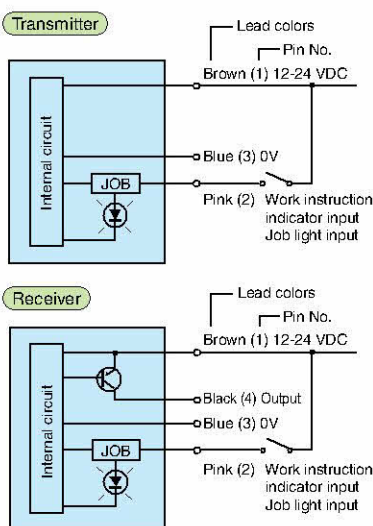 Transmitter
Lead colors
Pin No.
Brown (1) 12-24 VDC
Internal circuit
Blue (3) 0V
JOB
Pink (2) Work instruction
indicator input
Job light input
Receiver
Lead colors
Pin No.
Brown (1) 12-24 VDC
Internal circuit
Black (4) Output
Blue (3) 0V
JOB
Pink (2) Work instruction
indicator input
Job light input